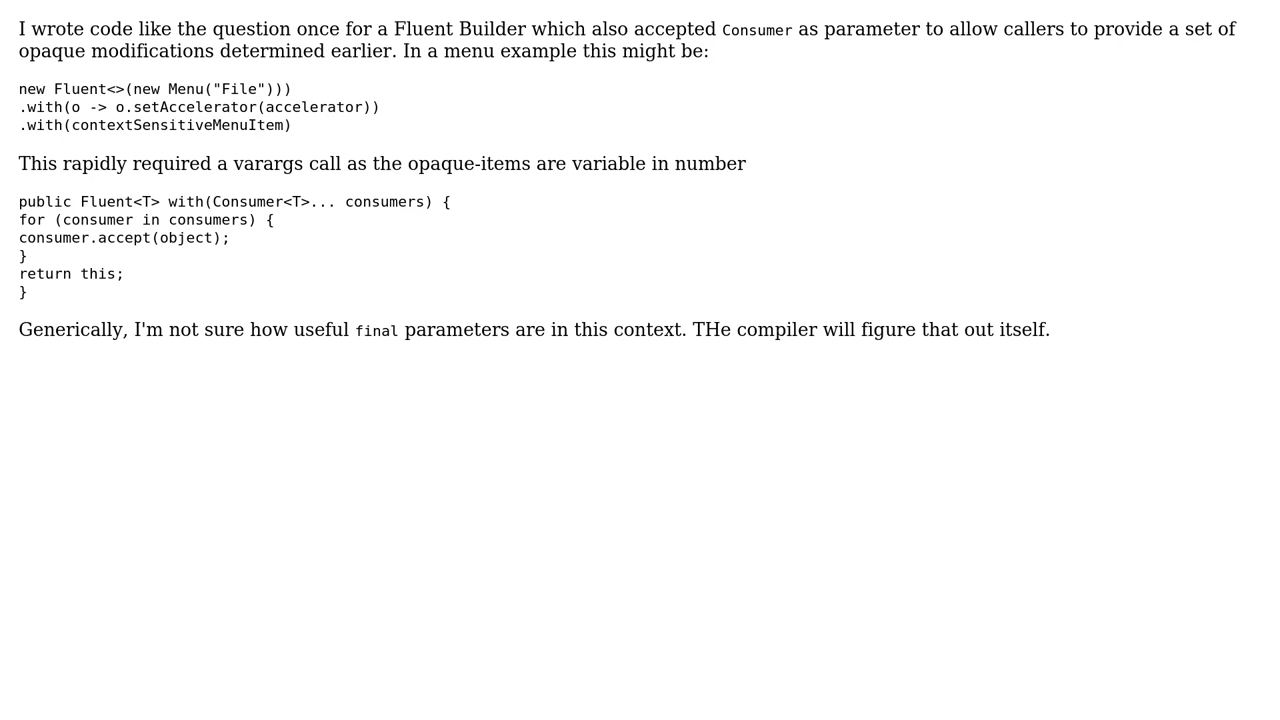 I wrote code like the question once for a Fluent Builder which also accepted Consumer as parameter to allow callers to provide a set of
opaque modifications determined earlier. In a menu example this might be:
new Fluent<>(new Menu("File")))
.with(o -> o.setAccelerator(accelerator))
.with(contextSensitiveMenuItem)
This rapidly required a varargs call as the opaque-items are variable in number
public Fluent<T> with(Consumer<T>... consumers) {
for (consumer in consumers) {
consumer.accept(object);
}
return this;
}
Generically, I'm not sure how useful final parameters are in this context. THe compiler will figure that out itself.